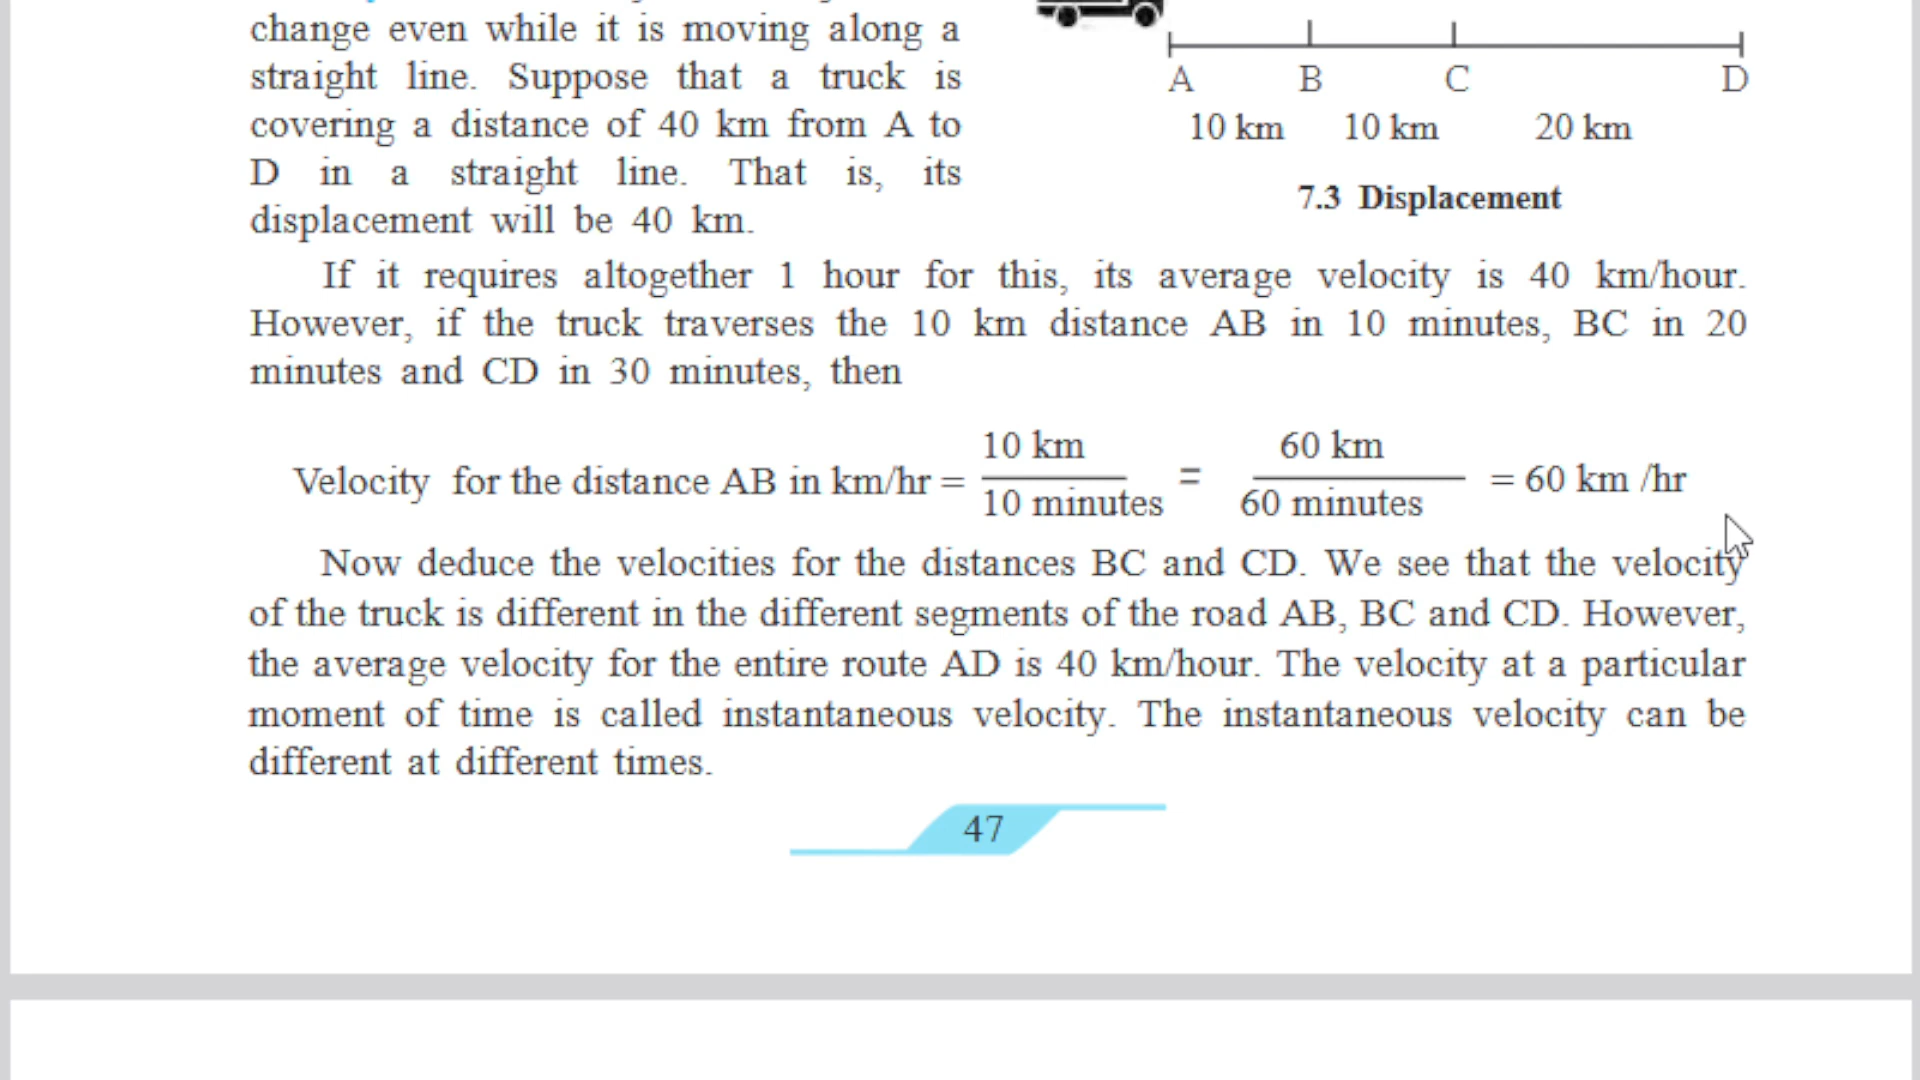 change even while it is moving along a
straight line. Suppose that a truck is
covering a distance of 40 km from A to
D in a straight line. That is, its
displacement will be 40 km.
A B C D
10 km 10 km 20 km
7.3 Displacement
If it requires altogether 1 hour for this, its average velocity is 40 km/hour.
However, if the truck traverses the 10 km distance AB in 10 minutes, BC in 20
minutes and CD in 30 minutes, then
10 km 60 km
Velocity for the distance AB in km/hr = = = 60 km /hr
10 minutes 60 minutes
Now deduce the velocities for the distances BC and CD. We see that the velocity
of the truck is different in the different segments of the road AB, BC and CD. However,
the average velocity for the entire route AD is 40 km/hour. The velocity at a particular
moment of time is called instantaneous velocity. The instantaneous velocity can be
different at different times.
47